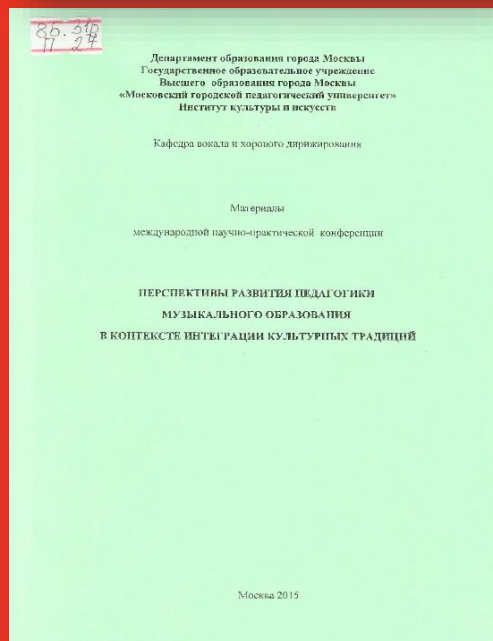 85.31б
П 27
Департамент образования города Москвы
Государственное образовательное учреждение
Высшего образования города Москвы
«Московский городской педагогический университет»
Институт культуры и искусств
Кафедра вокала и хорового дирижирования
Материалы
международной научно-практической конференции
ПЕРСПЕКТИВЫ РАЗВИТИЯ ПЕДАГОГИКИ
МУЗЫКАЛЬНОГО ОБРАЗОВАНИЯ
В КОНТЕКСТЕ ИНТЕГРАЦИИ КУЛЬТУРНЫХ ТРАДИЦИЙ
Москва 2015